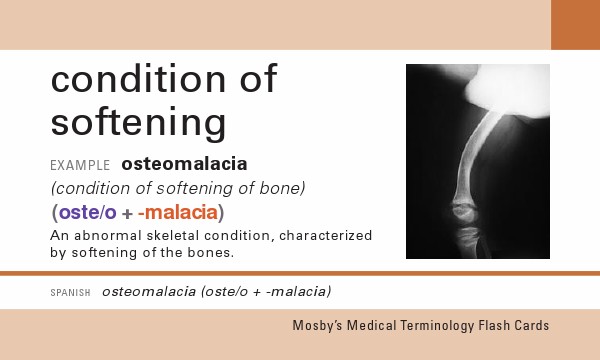 condition of
softening
EXAMPLE osteomalacia
(condition of softening of bone)
(oste/o + -malacia)
An abnormal skeletal condition, characterized
by softening of the bones.
SPANISH osteomalacia (oste/o + -malacia)
Mosby's Medical Terminology Flash Cards